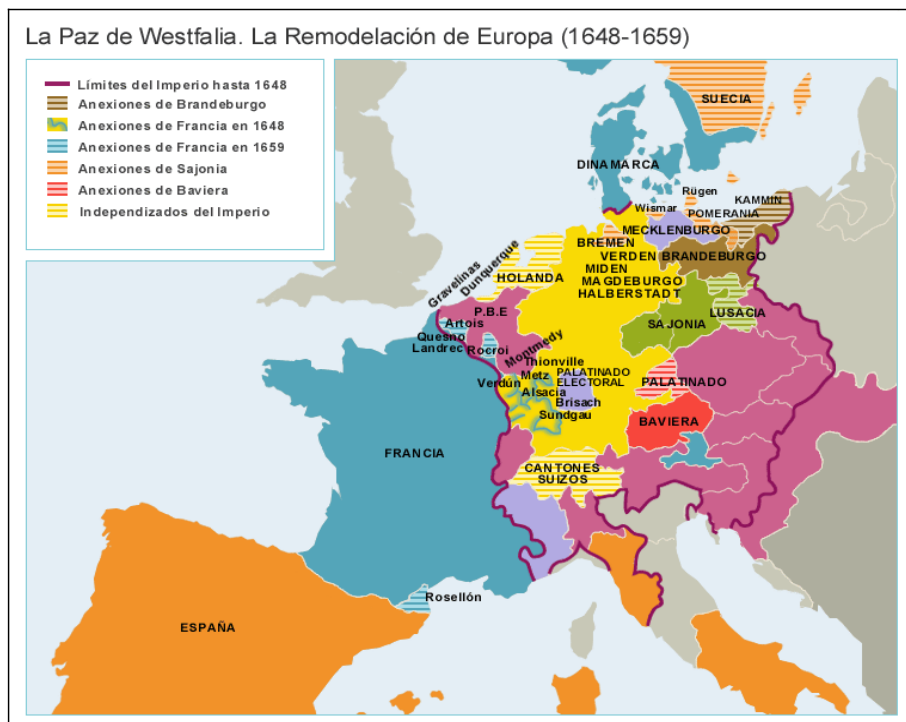 La Paz de Westfalia. La Remodelación de Europa (1648-1659)
Límites del Imperio hasta 1648
Anexiones de Brandeburgo
Anexiones de Francia en 1648
Anexiones de Francia en 1659
Anexiones de Sajonia
Anexiones de Baviera
Independizados del Imperio
SUECIA
DINAMARCA
Rügen
KAMMIN
Wismar
POMERANIA
MECKLENBURGO
BREMEN
VERDEN
BRANDEBURGO
MIDEN
MAGDEBURGO
HALBERSTADT
HOLANDA
Gravelinas
Dunquerque
P.B.E
Artois
Quesno
Landrec
Rocroi
Montmedy
SAJONIA
LUSACIA
Thionville
Metz
Verdún
Alsacia
PALATINADO
ELECTORAL
PALATINADO
Brisach
Sundgau
BAVIERA
FRANCIA
CANTONES
SUIZOS
Rosellón
ESPAÑA